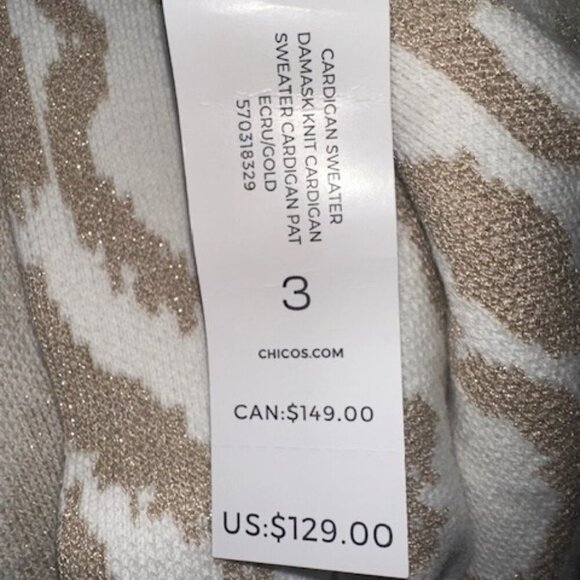 CARDIGAN SWEATER
DAMASK KNIT CARDIGAN
SWEATER CARDIGAN PAT
ECRU/GOLD
570318329
3
CHICOS.COM
CAN:$149.00
US:$129.00